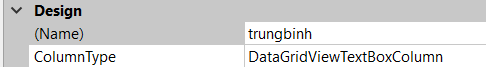 Design
(Name) trungbinh
ColumnType DataGridViewTextBoxColumn